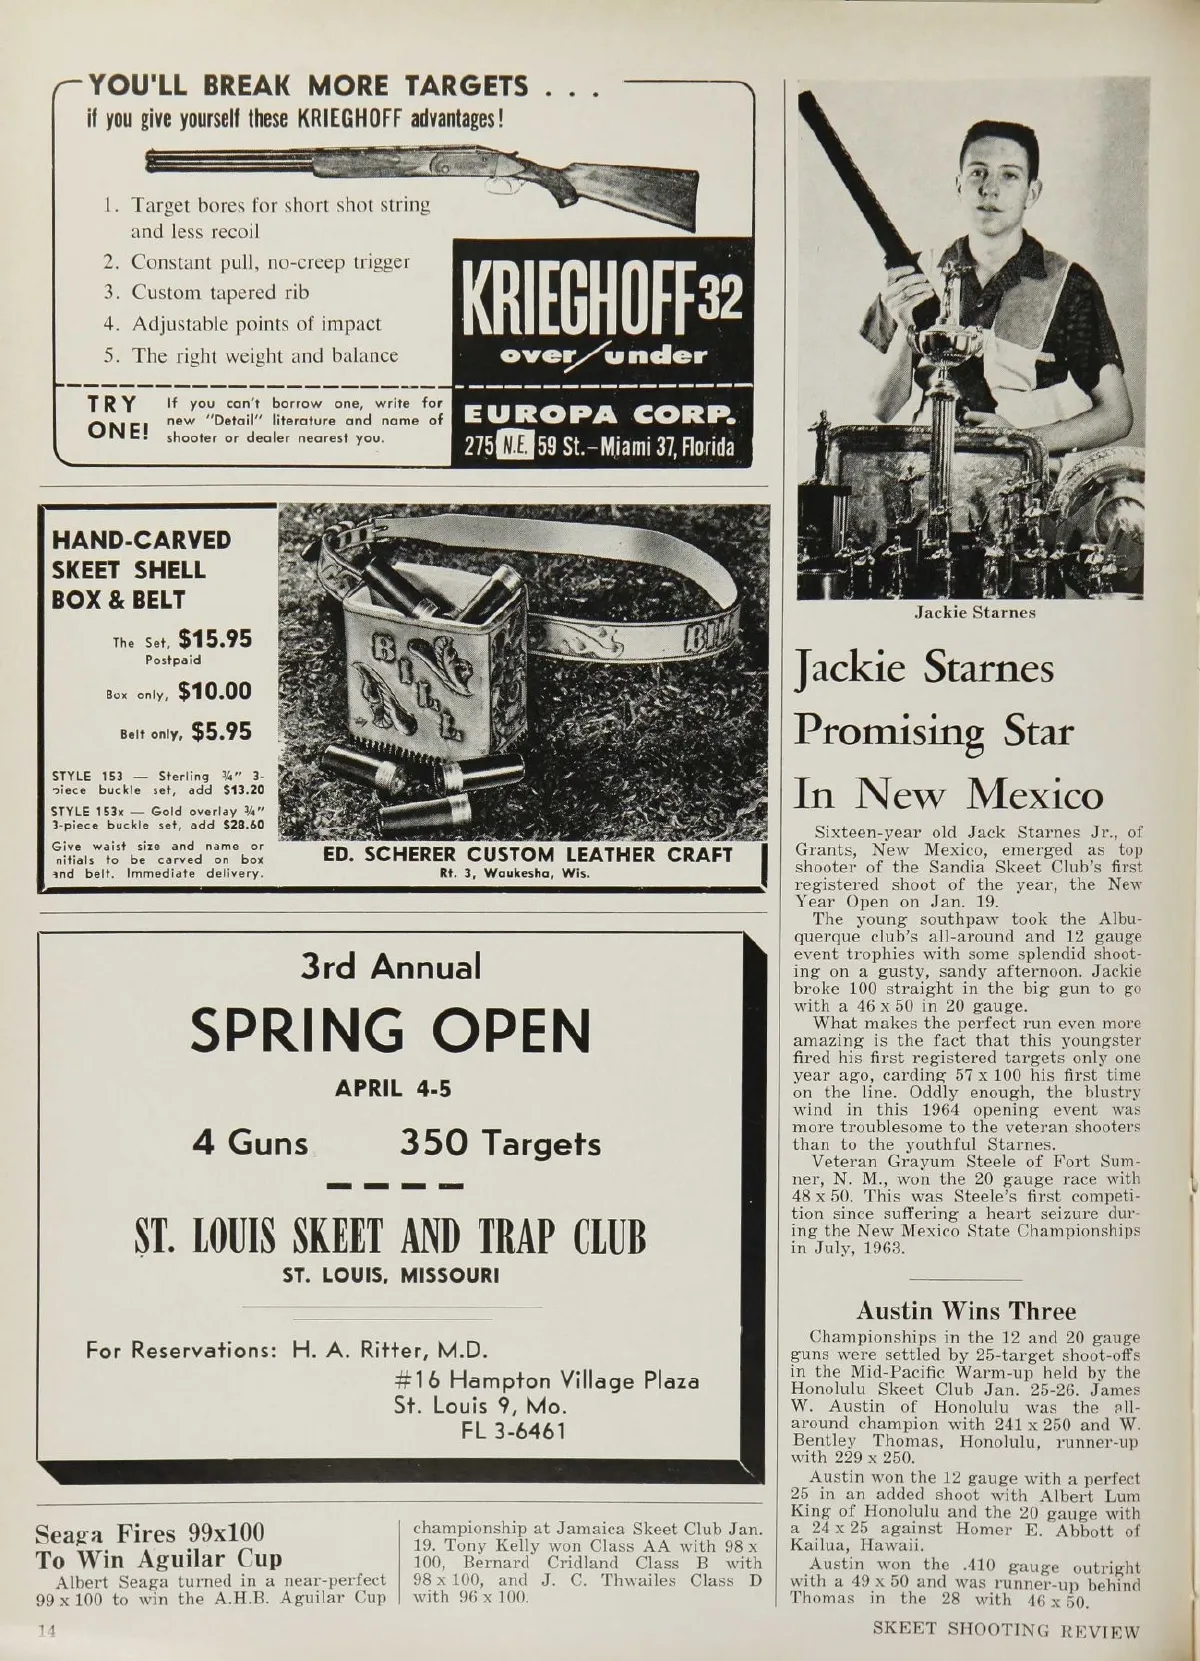 YOU'LL BREAK MORE TARGETS . . .
if you give yourself these KRIEGHOFF advantages!
1. Target bores for short shot string
and less recoil
2. Constant pull, no-creep trigger
3. Custom tapered rib
4. Adjustable points of impact
5. The right weight and balance
KRIEGHOFF 32
over/under
TRY
ONE!
If you can't borrow one, write for
new "Detail" literature and name of
shooter or dealer nearest you.
EUROPA CORP.
275 N.E. 59 St.-Miami 37, Florida
HAND-CARVED
SKEET SHELL
BOX & BELT
The Set, $15.95
Postpaid
Box only, $10.00
Belt only, $5.95
STYLE 153 — Sterling ¾" 3-
piece buckle set, add $13.20
STYLE 153x — Gold overlay ¾"
3-piece buckle set, add $28.60
Give waist size and name or
nitials to be carved on box
and belt. Immediate delivery.
BILL
BILL
ED. SCHERER CUSTOM LEATHER CRAFT
Rt. 3, Waukesha, Wis.
3rd Annual
SPRING OPEN
APRIL 4-5
4 Guns 350 Targets
ST. LOUIS SKEET AND TRAP CLUB
ST. LOUIS, MISSOURI
For Reservations: H. A. Ritter, M.D.
#16 Hampton Village Plaza
St. Louis 9, Mo.
FL 3-6461
Seaga Fires 99x100
To Win Aguilar Cup
Albert Seaga turned in a near-perfect
99 x 100 to win the A.H.B. Aguilar Cup
championship at Jamaica Skeet Club Jan.
19. Tony Kelly won Class AA with 98 x
100, Bernard Cridland Class B with
98 x 100, and J. C. Thwailes Class D
with 96 x 100.
Jackie Starnes
Jackie Starnes
Promising Star
In New Mexico
Sixteen-year old Jack Starnes Jr., of
Grants, New Mexico, emerged as top
shooter of the Sandia Skeet Club's first
registered shoot of the year, the New
Year Open on Jan. 19.
The young southpaw took the Albu-
querque club's all-around and 12 gauge
event trophies with some splendid shoot-
ing on a gusty, sandy afternoon. Jackie
broke 100 straight in the big gun to go
with a 46 x 50 in 20 gauge.
What makes the perfect run even more
amazing is the fact that this youngster
fired his first registered targets only one
year ago, carding 57 x 100 his first time
on the line. Oddly enough, the blustry
wind in this 1964 opening event was
more troublesome to the veteran shooters
than to the youthful Starnes.
Veteran Grayum Steele of Fort Sum-
ner, N. M., won the 20 gauge race with
48 x 50. This was Steele's first competi-
tion since suffering a heart seizure dur-
ing the New Mexico State Championships
in July, 1963.
Austin Wins Three
Championships in the 12 and 20 gauge
guns were settled by 25-target shoot-offs
in the Mid-Pacific Warm-up held by the
Honolulu Skeet Club Jan. 25-26. James
W. Austin of Honolulu was the all-
around champion with 241 x 250 and W.
Bentley Thomas, Honolulu, runner-up
with 229 x 250.
Austin won the 12 gauge with a perfect
25 in an added shoot with Albert Lum
King of Honolulu and the 20 gauge with
a 24 x 25 against Homer E. Abbott of
Kailua, Hawaii.
Austin won the .410 gauge outright
with a 49 x 50 and was runner-up behind
Thomas in the 28 with 46 x 50.
14
SKEET SHOOTING REVIEW